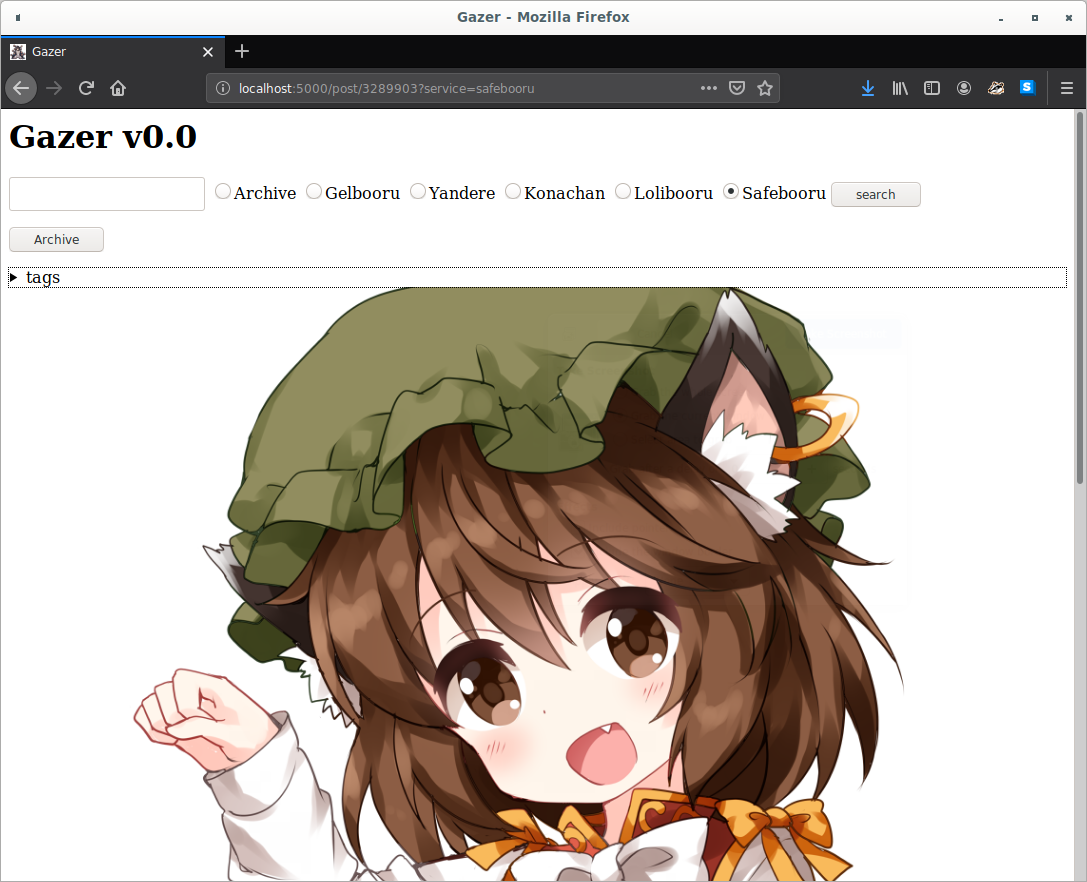 Gazer - Mozilla Firefox
Gazer
localhost:5000/post/3289903?service=safebooru
S
Gazer v0.0
Archive Gelbooru Yandere Konachan Lolibooru Safebooru search
Archive
tags